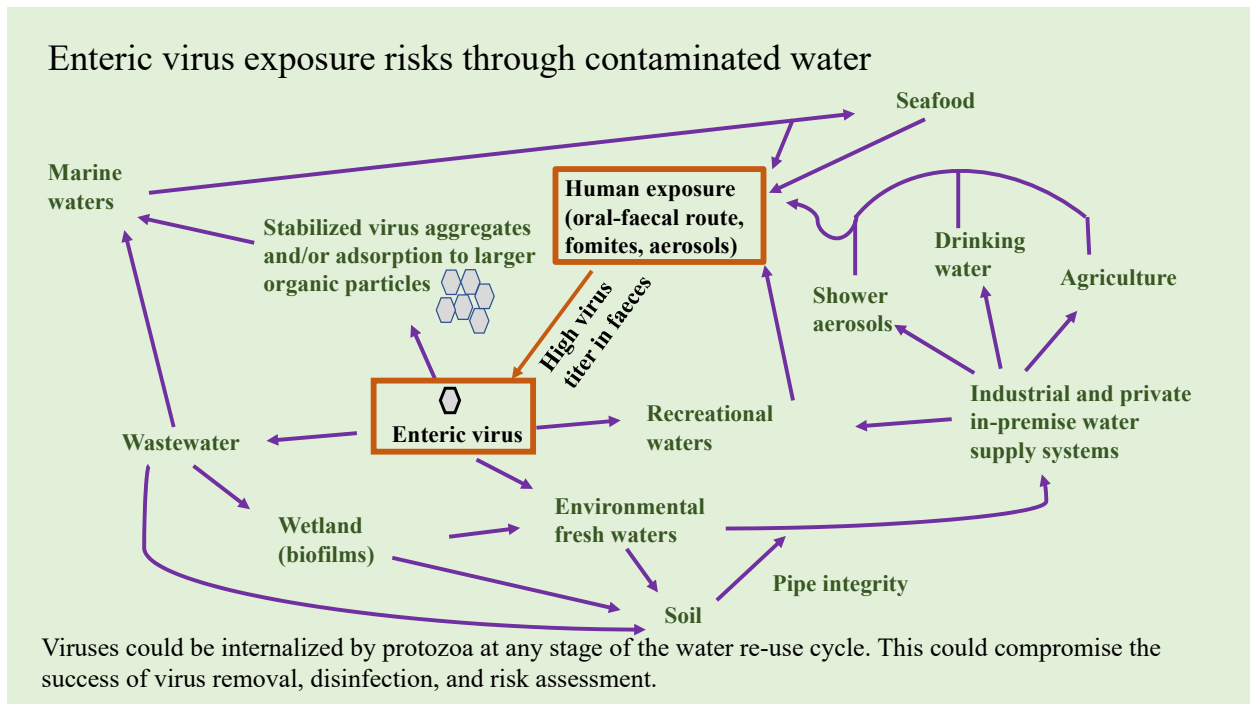 Enteric virus exposure risks through contaminated water
Seafood
Marine
waters
Human exposure
(oral-faecal route,
fomites, aerosols)
Stabilized virus aggregates
and/or adsorption to larger
organic particles
Drinking
water
Agriculture
Shower
aerosols
High virus
titer in faeces
Enteric virus
Recreational
waters
Industrial and private
in-premise water
supply systems
Wastewater
Wetland
(biofilms)
Environmental
fresh waters
Pipe integrity
Soil
Viruses could be internalized by protozoa at any stage of the water re-use cycle. This could compromise the
success of virus removal, disinfection, and risk assessment.